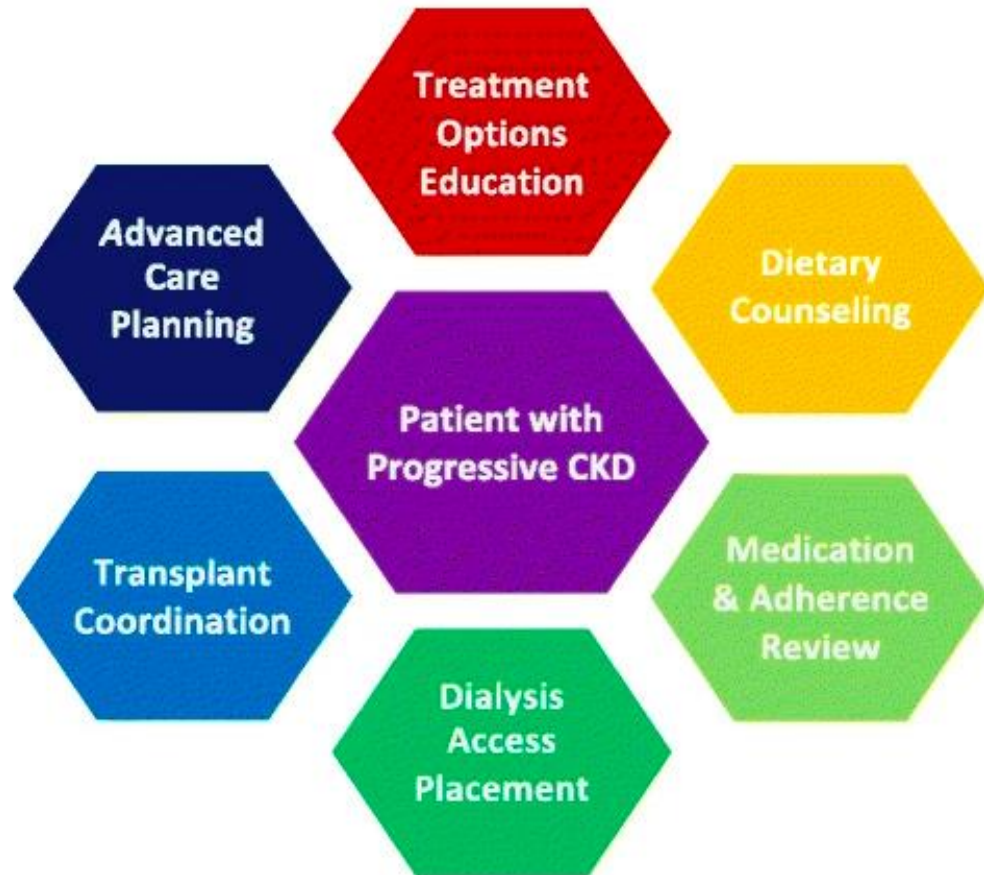 Treatment
Options
Education
Advanced
Care
Planning
Dietary
Counseling
Patient with
Progressive CKD
Transplant
Coordination
Medication
& Adherence
Review
Dialysis
Access
Placement